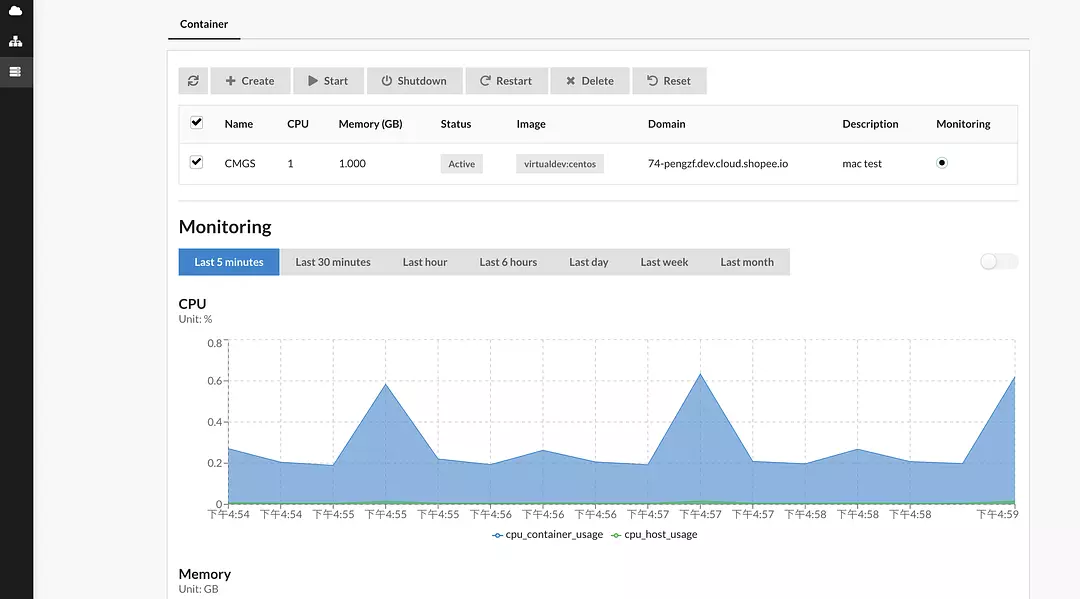 Container
Create Start Shutdown Restart Delete Reset
Name CPU Memory (GB) Status Image Domain Description Monitoring
CMGS 1 1.000 Active virtualdev:centos 74-pengzf.dev.cloud.shopee.io mac test
Monitoring
Last 5 minutes Last 30 minutes Last hour Last 6 hours Last day Last week Last month
CPU
Unit: %
0.8
0.6
0.4
0.2
0
下午4:54 下午4:54 下午4:55 下午4:55 下午4:55 下午4:56 下午4:56 下午4:56 下午4:57 下午4:57 下午4:57 下午4:58 下午4:58 下午4:58 下午4:59
cpu_container_usage cpu_host_usage
Memory
Unit: GB